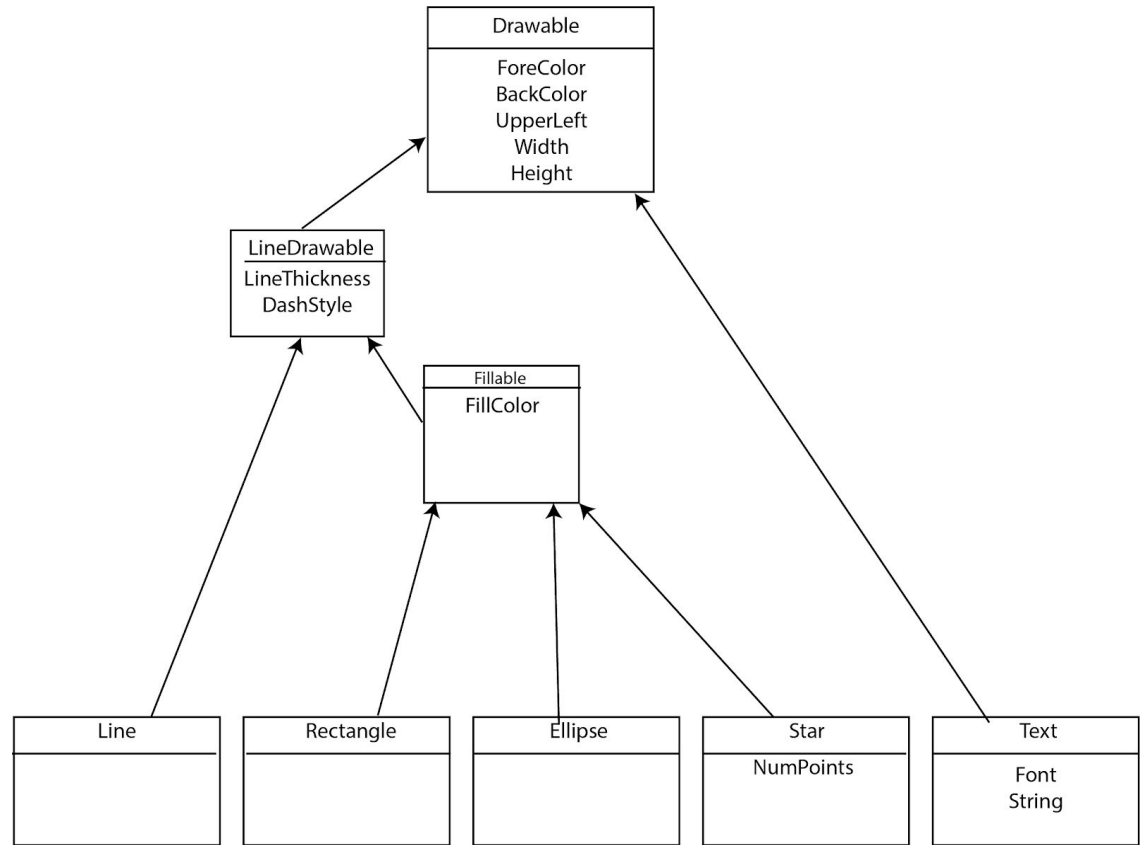 Drawable
ForeColor
BackColor
UpperLeft
Width
Height
LineDrawable
LineThickness
DashStyle
Fillable
FillColor
Line
Rectangle
Ellipse
Star
NumPoints
Text
Font
String